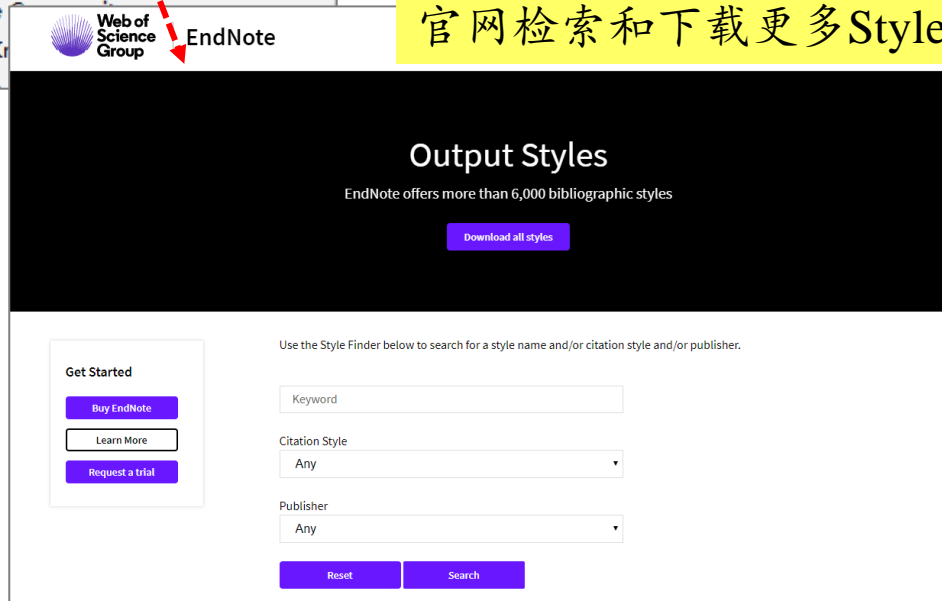 官网检索和下载更多Style
Web of
Science
Group
EndNote
Output Styles
EndNote offers more than 6,000 bibliographic styles
Download all styles
Use the Style Finder below to search for a style name and/or citation style and/or publisher.
Get Started
Buy EndNote
Learn More
Request a trial
Keyword
Citation Style
Any
Publisher
Any
Reset
Search